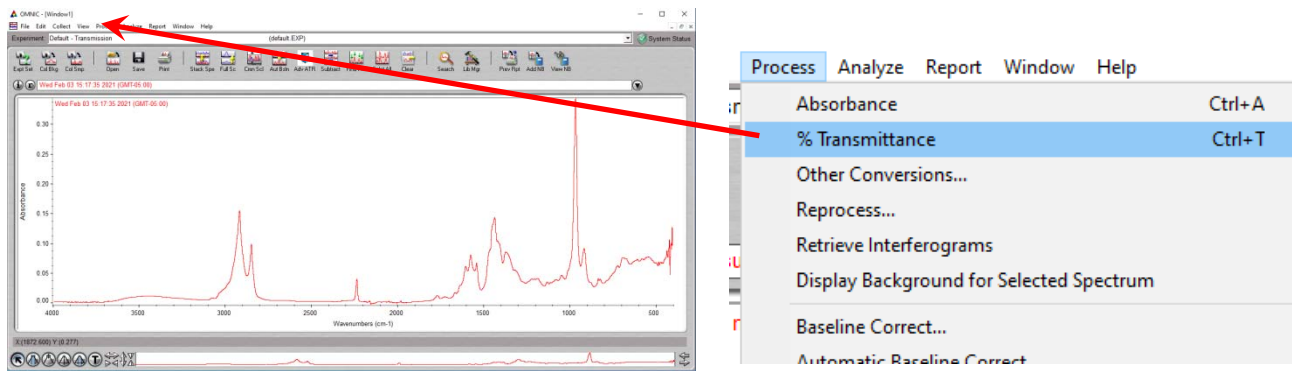 OMNIC - [Window1]
File Edit Collect View Report Window Help
Experiment: Default - Transmission (default.EXP) System Status
Expt Set Col Bkg Col Smp Open Save Print Stack Spe Full Sc Cmn Scl Aut Bsln Adv ATR Subtract Clear Search Lib Mgr Prev Rpt Add NB View NB
Wed Feb 03 15:17:35 2021 (GMT-05:00)
Wed Feb 03 15:17:35 2021 (GMT-05:00)
0.30
0.25
0.20
0.15
0.10
0.05
0.00
Absorbance
4000 3500 3000 2500 2000 1500 1000 500
Wavenumbers (cm-1)
X:(1872.600) Y:(0.277)
T
Process Analyze Report Window Help
Absorbance Ctrl+A
% Transmittance Ctrl+T
Other Conversions...
Reprocess...
Retrieve Interferograms
Display Background for Selected Spectrum
Baseline Correct...
Automatic Baseline Correct